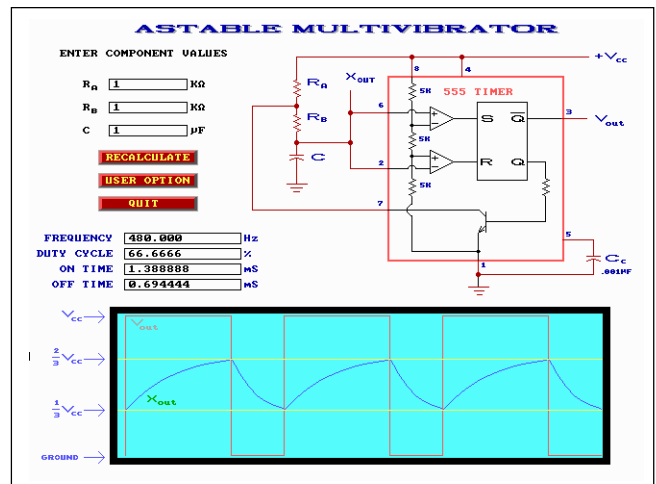 ASTABLE MULTIVIBRATOR
ENTER COMPONENT VALUES
RA 1 KΩ
RB 1 KΩ
C 1 µF
RECALCULATE
USER OPTION
QUIT
FREQUENCY 480.000 Hz
DUTY CYCLE 66.6666 %
ON TIME 1.388888 mS
OFF TIME 0.694444 mS
+Vcc
8
4
RA
XOUT
5K
555 TIMER
6
RB
S
Q
3
Vout
5K
C
2
R
Q
5K
7
5
1
Cc
.001µF
Vcc
Vout
2/3 Vcc
1/3 Vcc
Xout
GROUND